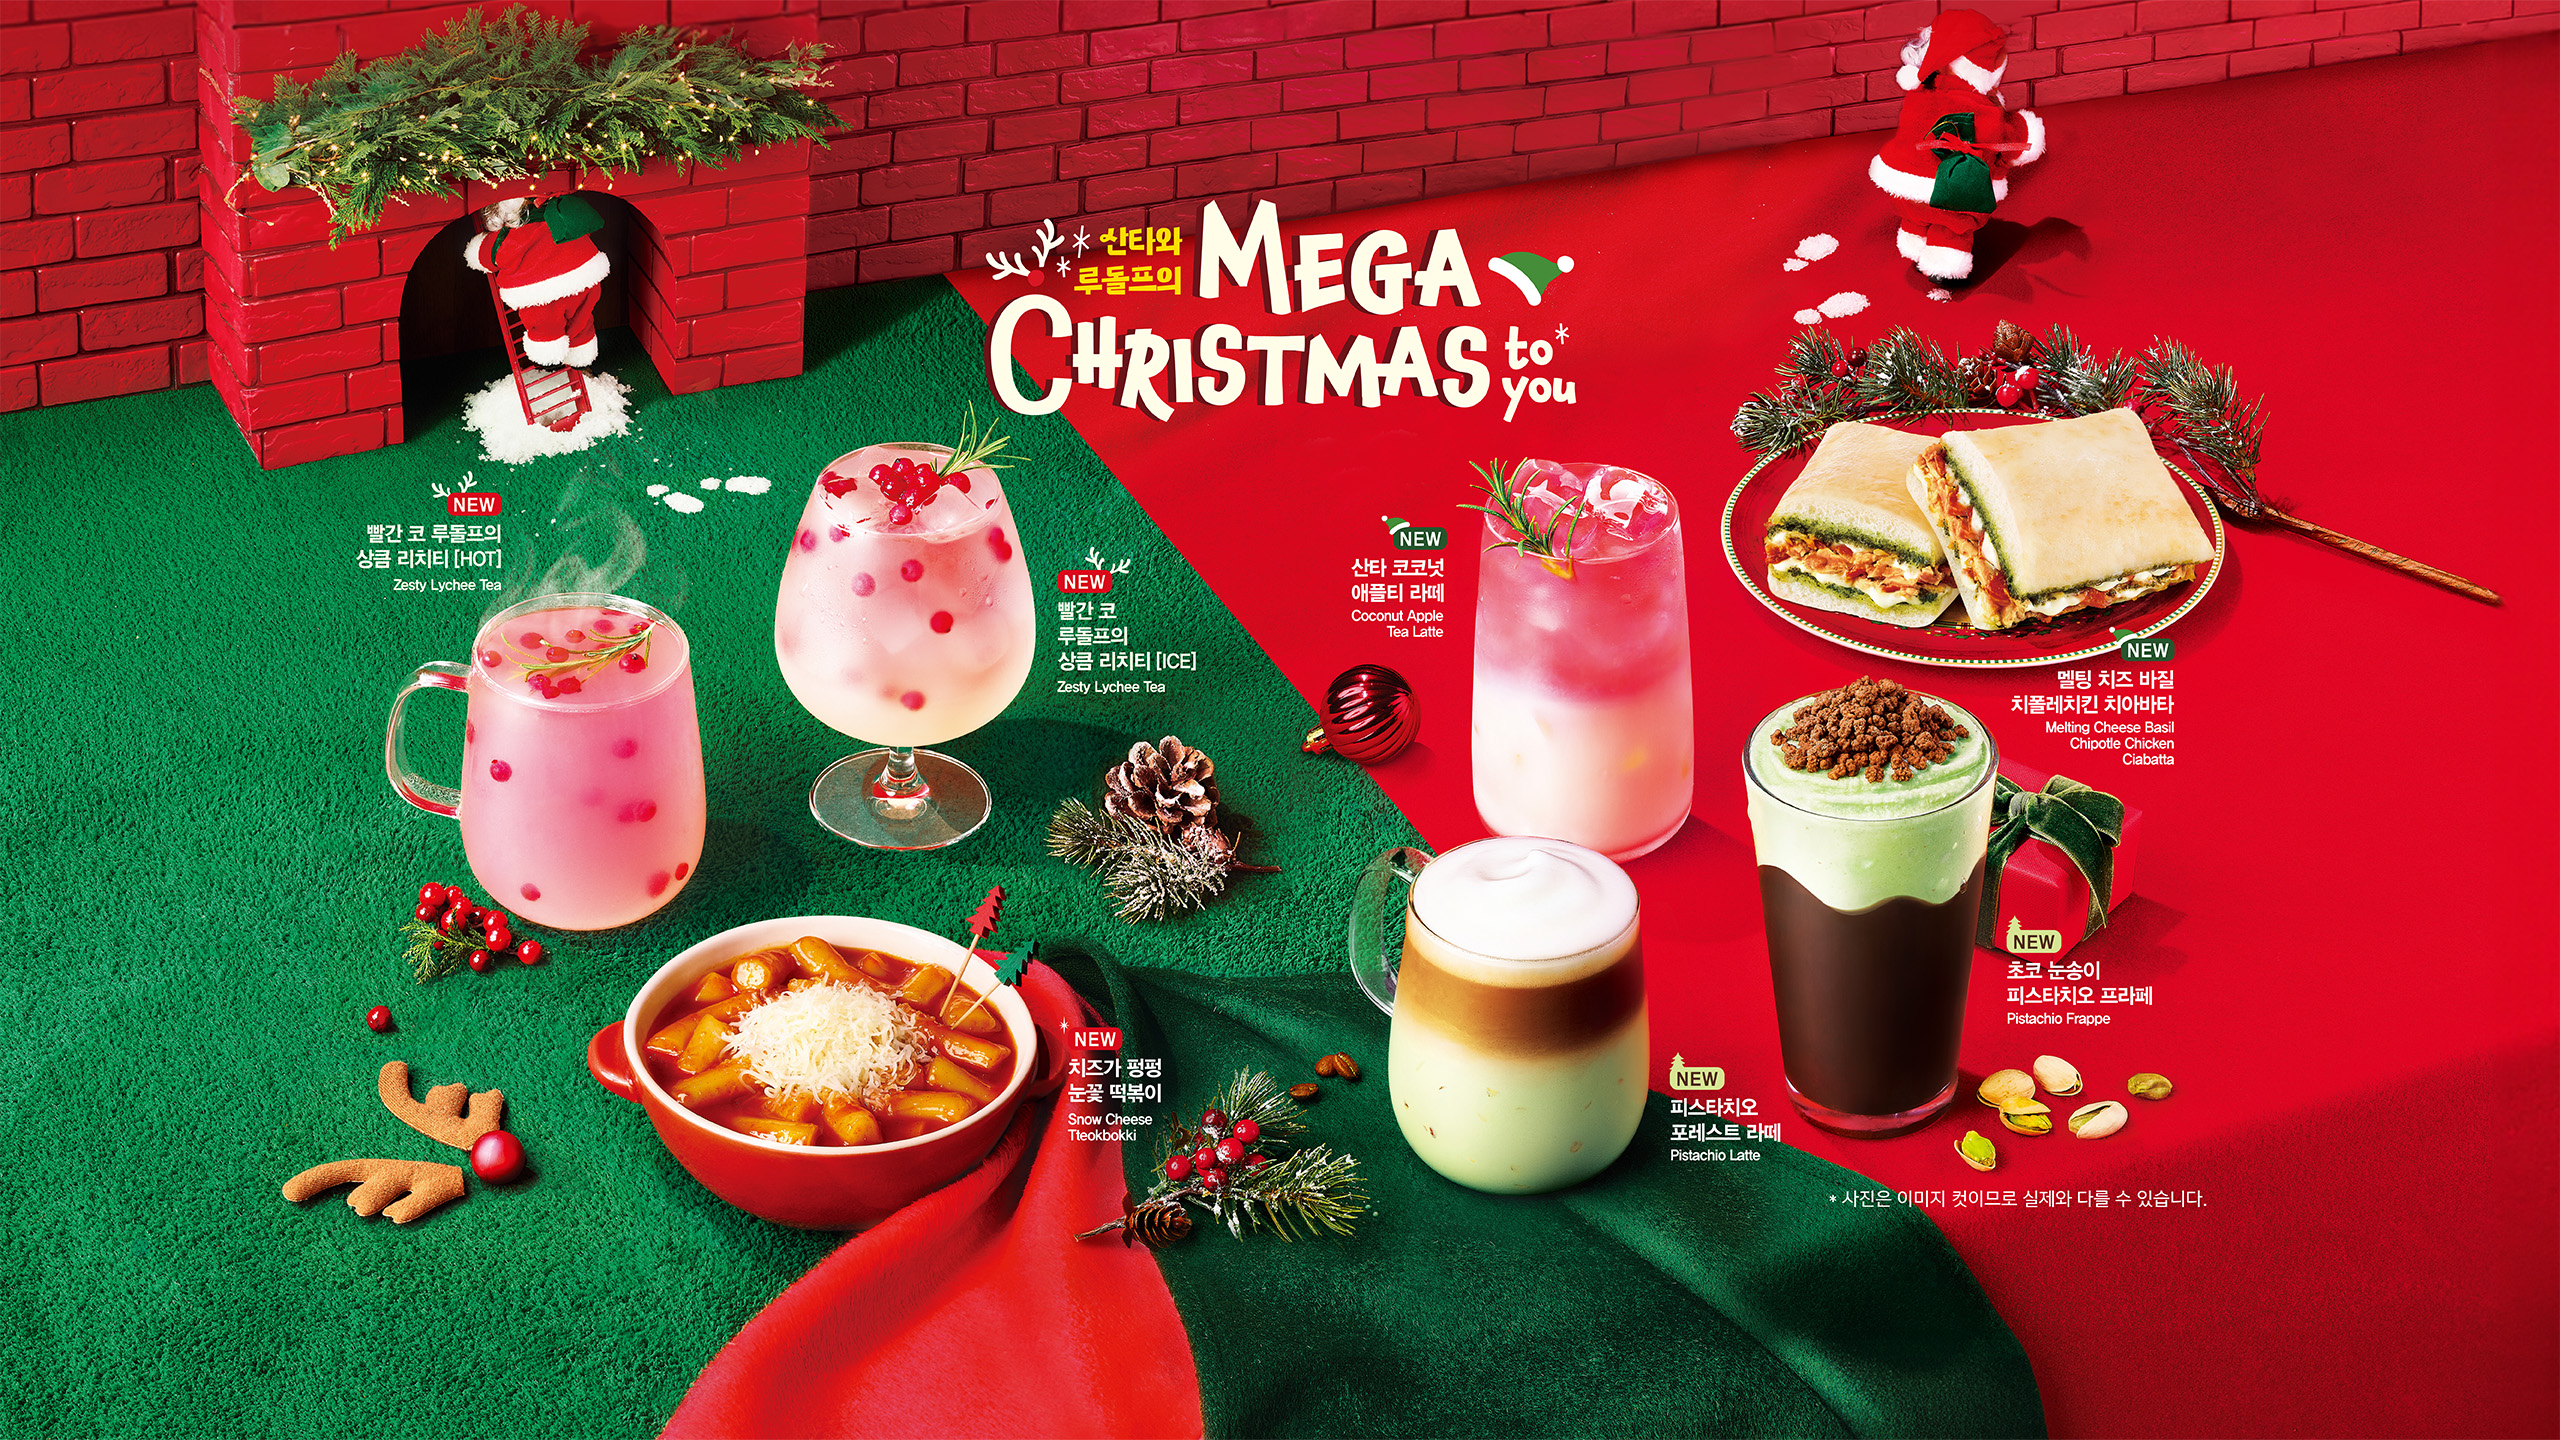 산타와
루돌프의
MEGA
CHRISTMAS
to
you
NEW
빨간 코 루돌프의
상큼 리치티 [HOT]
Zesty Lychee Tea
NEW
빨간 코
루돌프의
상큼 리치티 [ICE]
Zesty Lychee Tea
NEW
산타 코코넛
애플티 라떼
Coconut Apple
Tea Latte
NEW
멜팅 치즈 바질
치폴레치킨 치아바타
Melting Cheese Basil
Chipotle Chicken
Ciabatta
NEW
초코 눈송이
피스타치오 프라페
Pistachio Frappe
NEW
치즈가 펑펑
눈꽃 떡볶이
Snow Cheese
Tteokbokki
NEW
피스타치오
포레스트 라떼
Pistachio Latte
* 사진은 이미지 컷이므로 실제와 다를 수 있습니다.